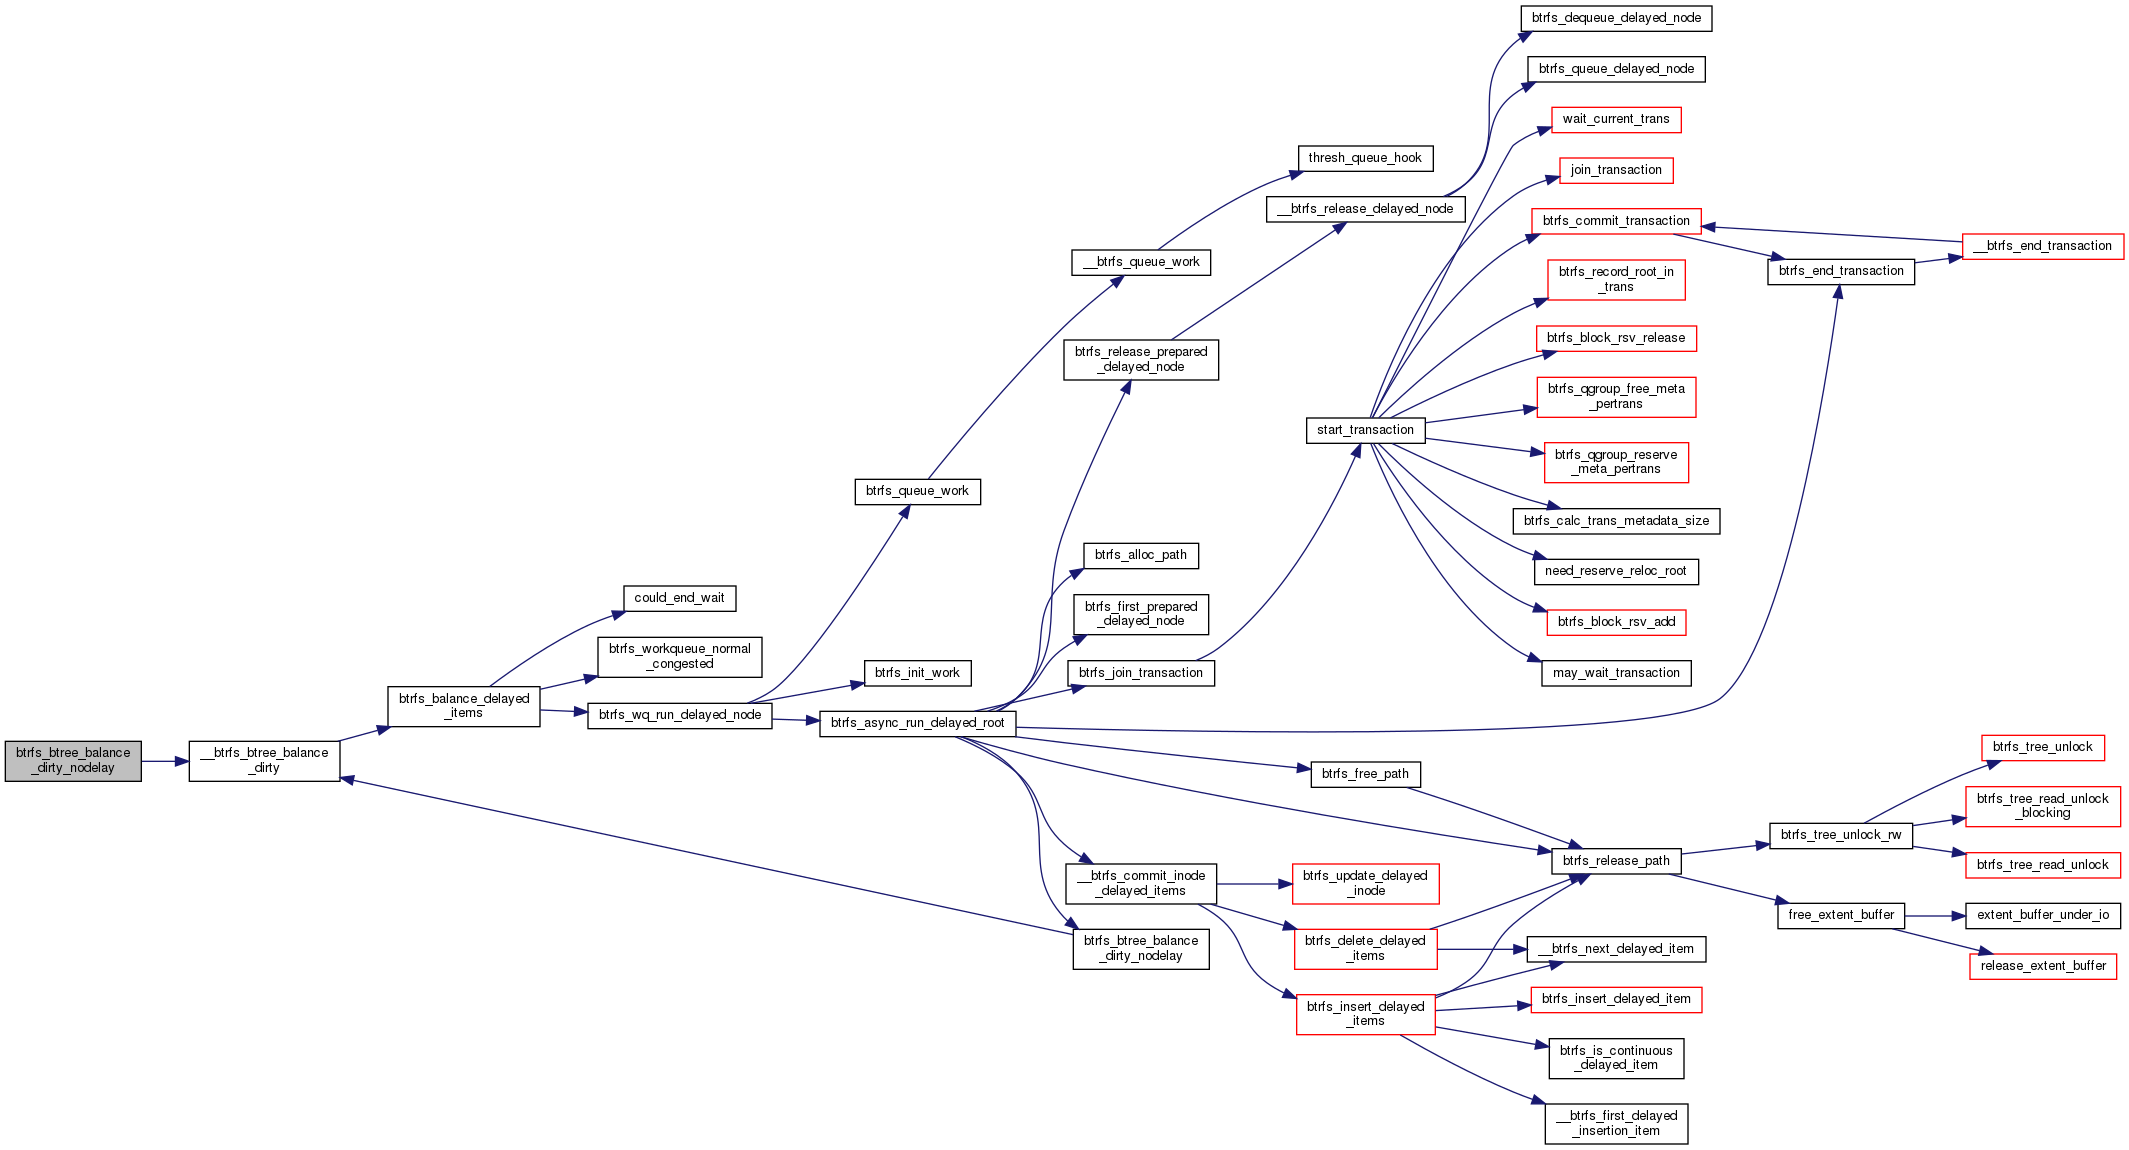 btrfs_dequeue_delayed_node
btrfs_queue_delayed_node
wait_current_trans
thresh_queue_hook
join_transaction
__btrfs_release_delayed_node
btrfs_commit_transaction
__btrfs_end_transaction
__btrfs_queue_work
btrfs_end_transaction
btrfs_record_root_in
_trans
btrfs_block_rsv_release
btrfs_release_prepared
_delayed_node
btrfs_qgroup_free_meta
_pertrans
start_transaction
btrfs_qgroup_reserve
_meta_pertrans
btrfs_queue_work
btrfs_calc_trans_metadata_size
btrfs_alloc_path
need_reserve_reloc_root
could_end_wait
btrfs_first_prepared
_delayed_node
btrfs_block_rsv_add
btrfs_workqueue_normal
_congested
btrfs_init_work
btrfs_join_transaction
may_wait_transaction
btrfs_balance_delayed
_items
btrfs_wq_run_delayed_node
btrfs_async_run_delayed_root
btrfs_tree_unlock
btrfs_btree_balance
_dirty_nodelay
__btrfs_btree_balance
_dirty
btrfs_free_path
btrfs_tree_read_unlock
_blocking
btrfs_tree_unlock_rw
btrfs_release_path
btrfs_tree_read_unlock
__btrfs_commit_inode
_delayed_items
btrfs_update_delayed
_inode
free_extent_buffer
extent_buffer_under_io
btrfs_btree_balance
_dirty_nodelay
btrfs_delete_delayed
_items
__btrfs_next_delayed_item
release_extent_buffer
btrfs_insert_delayed
_items
btrfs_insert_delayed_item
btrfs_is_continuous
_delayed_item
__btrfs_first_delayed
_insertion_item